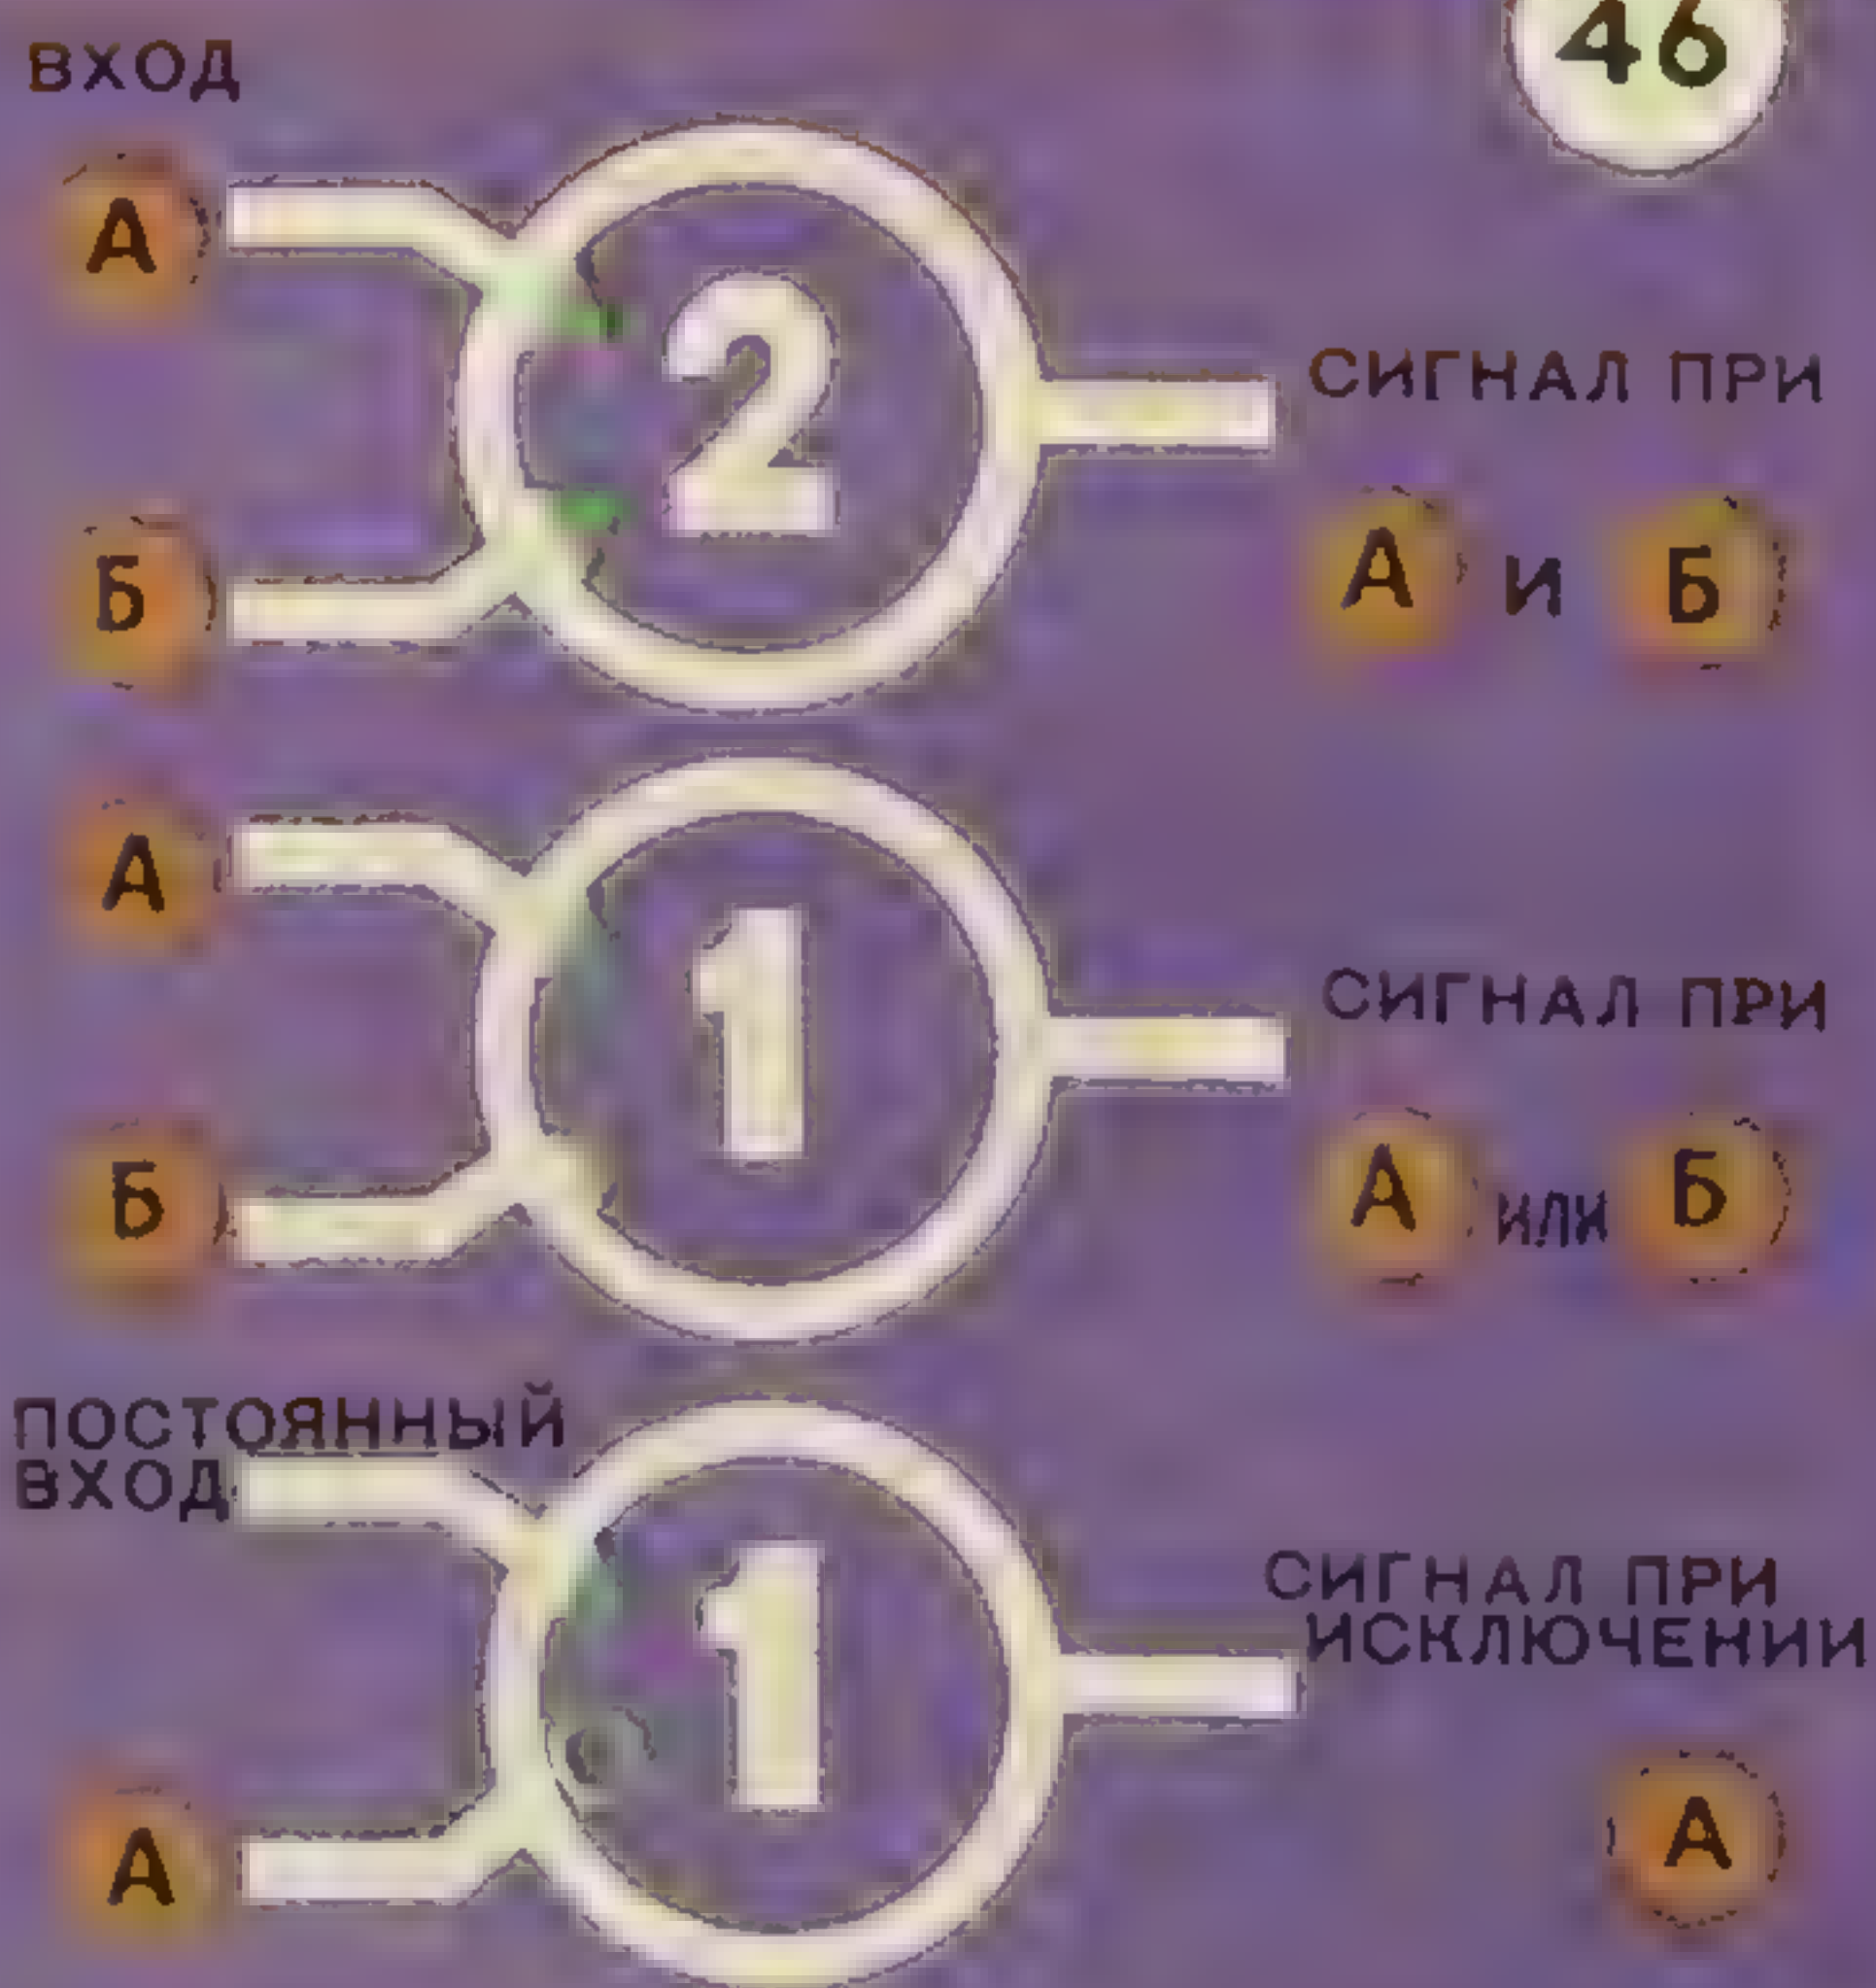 46
ВХОД
А
2
СИГНАЛ ПРИ
А и Б
Б
А
1
СИГНАЛ ПРИ
А или Б
Б
ПОСТОЯННЫЙ
ВХОД
1
СИГНАЛ ПРИ
ИСКЛЮЧЕНИИ
А
А